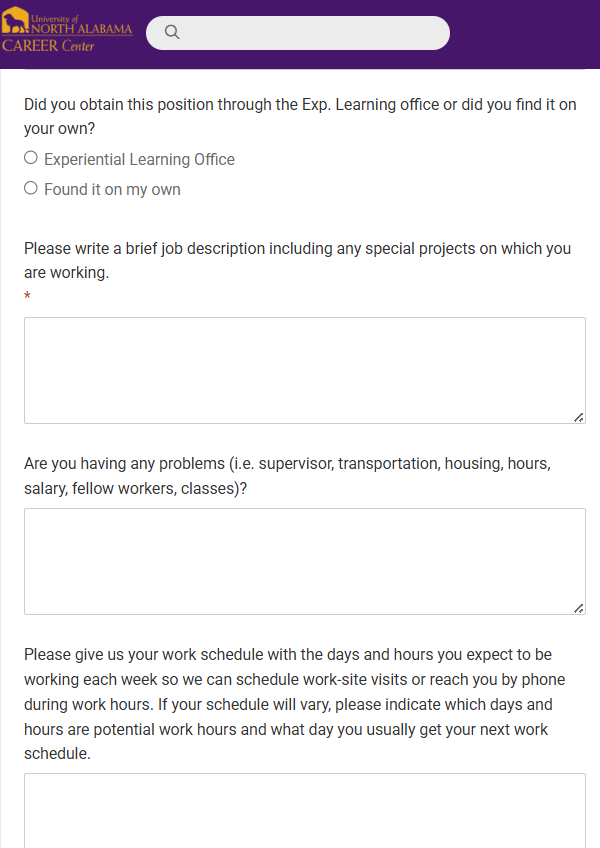 University of
NORTH ALABAMA
CAREER Center
Did you obtain this position through the Exp. Learning office or did you find it on
your own?
Experiential Learning Office
Found it on my own
Please write a brief job description including any special projects on which you
are working.
*
Are you having any problems (i.e. supervisor, transportation, housing, hours,
salary, fellow workers, classes)?
Please give us your work schedule with the days and hours you expect to be
working each week so we can schedule work-site visits or reach you by phone
during work hours. If your schedule will vary, please indicate which days and
hours are potential work hours and what day you usually get your next work
schedule.